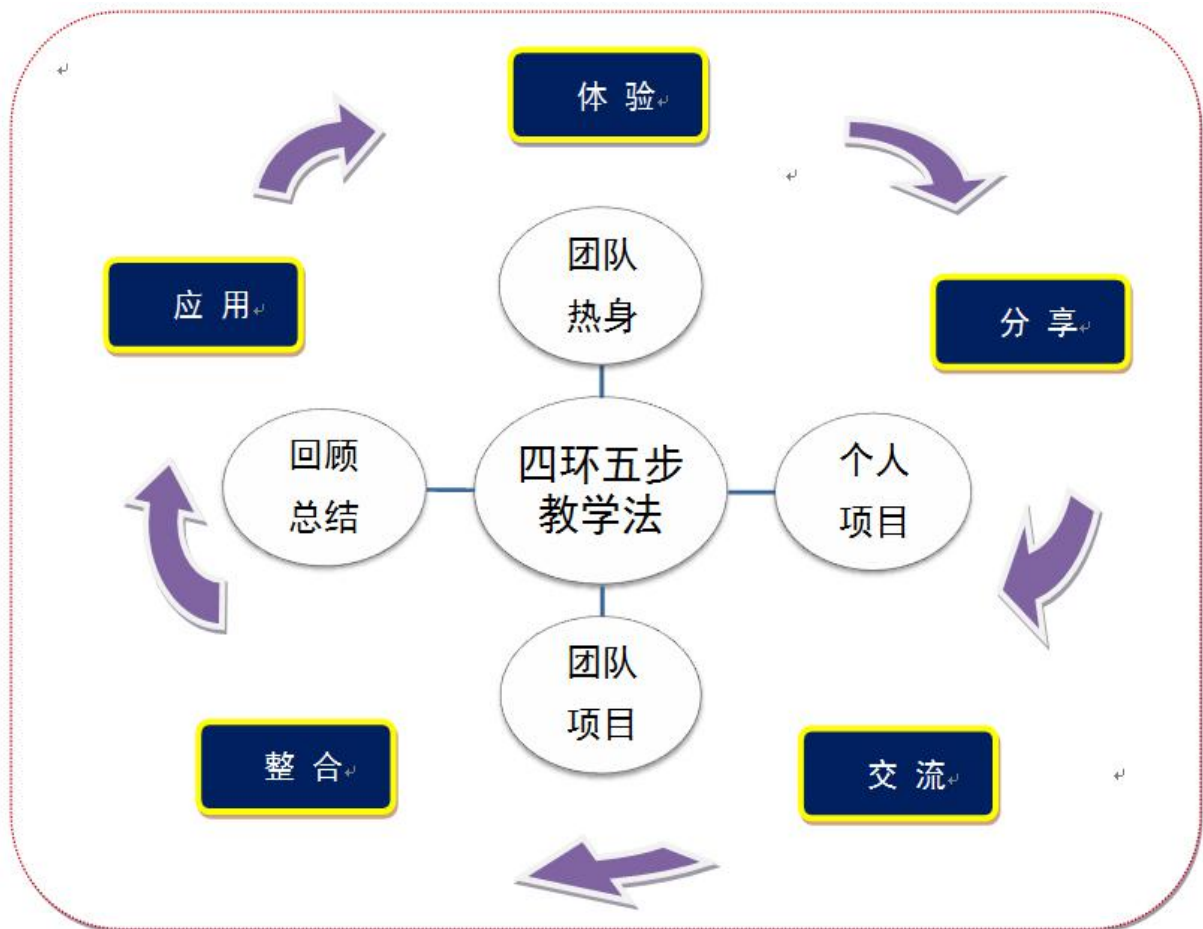 体 验
应 用
分 享
团队
热身
回顾
总结
四环五步
教学法
个人
项目
团队
项目
整 合
交 流